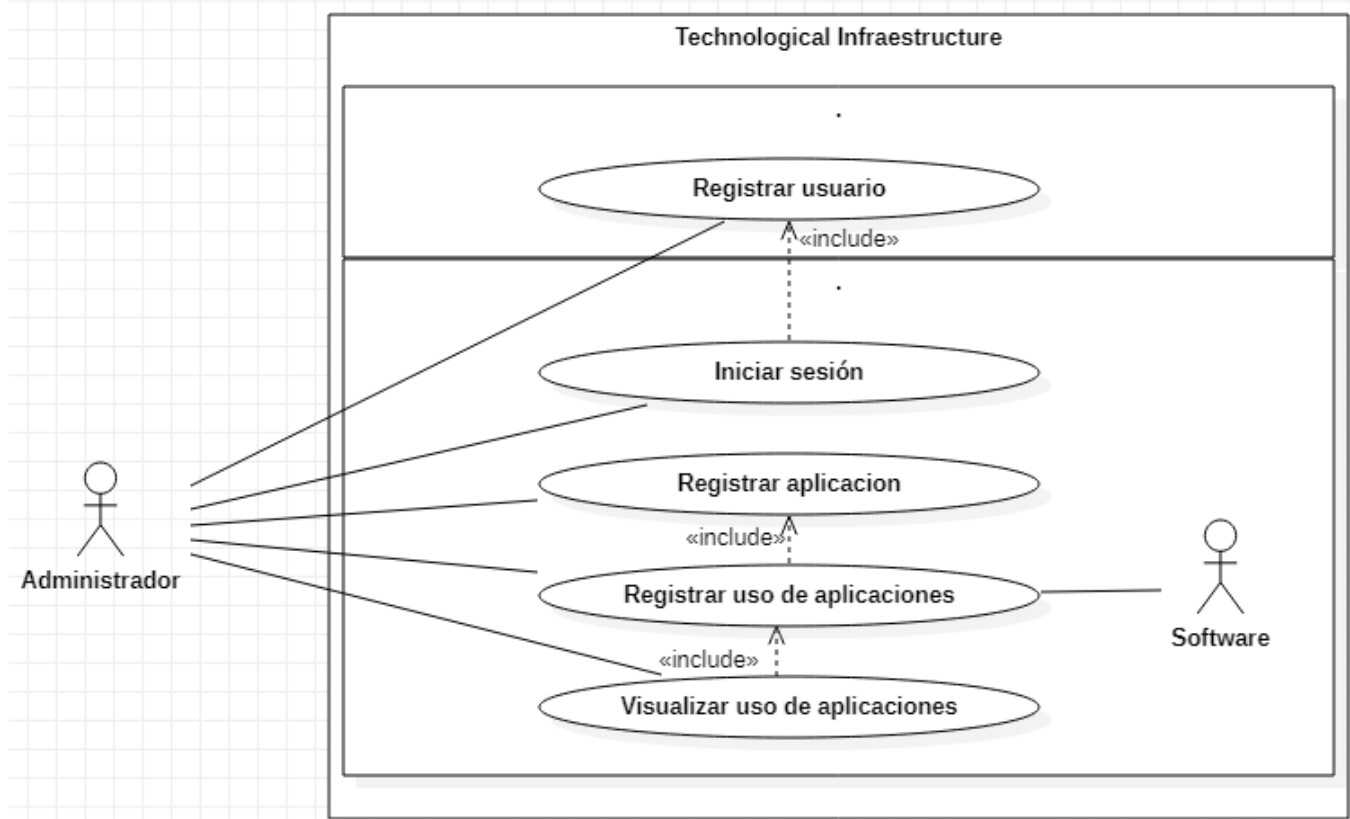 Technological Infraestructure
.
Registrar usuario
«include»
.
Iniciar sesión
Registrar aplicacion
«include»
Administrador
Registrar uso de aplicaciones
Software
«include»
Visualizar uso de aplicaciones